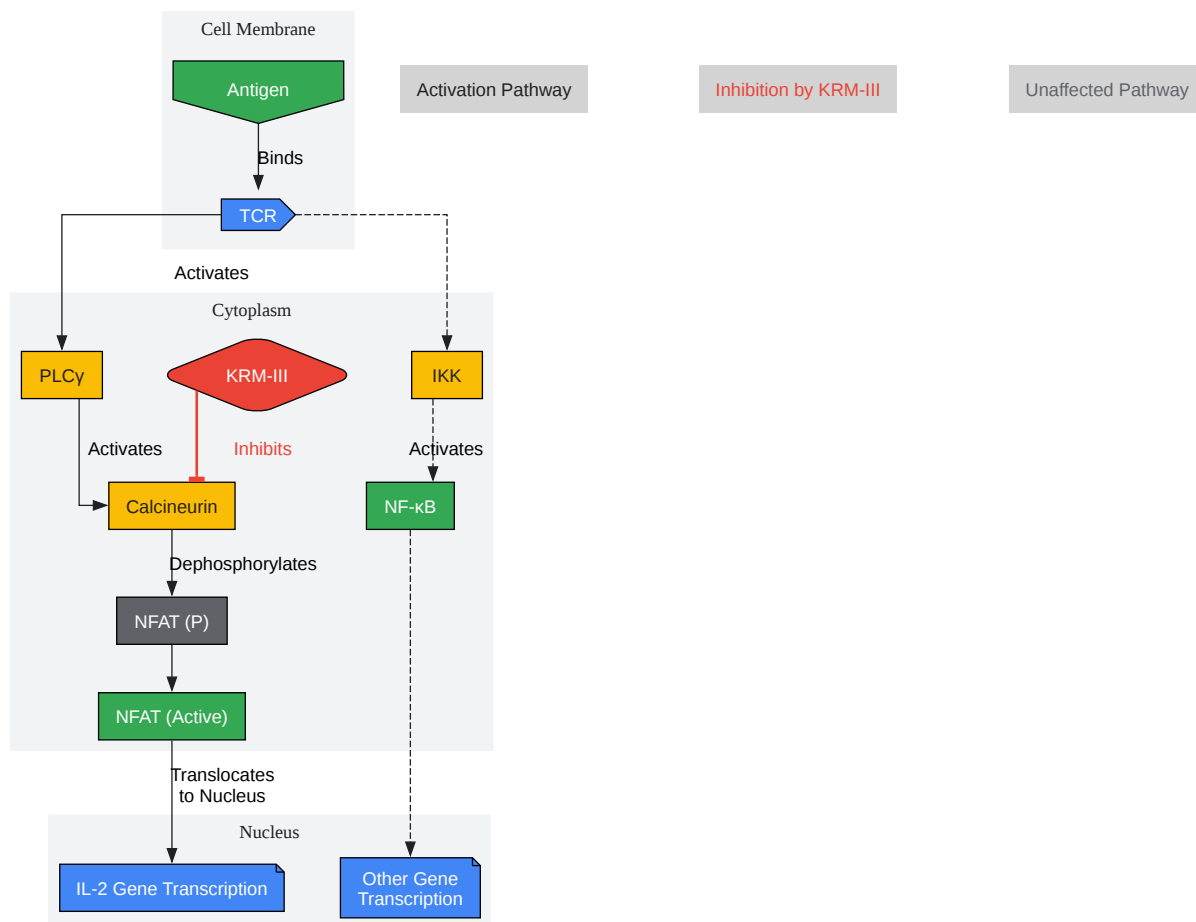 Cell Membrane
Antigen
Activation Pathway
Inhibition by KRM-III
Unaffected Pathway
Binds
TCR
Activates
Cytoplasm
PLCγ
KRM-III
IKK
Activates
Inhibits
Activates
Calcineurin
NF-κB
Dephosphorylates
NFAT (P)
NFAT (Active)
Translocates
to Nucleus
Nucleus
IL-2 Gene Transcription
Other Gene
Transcription